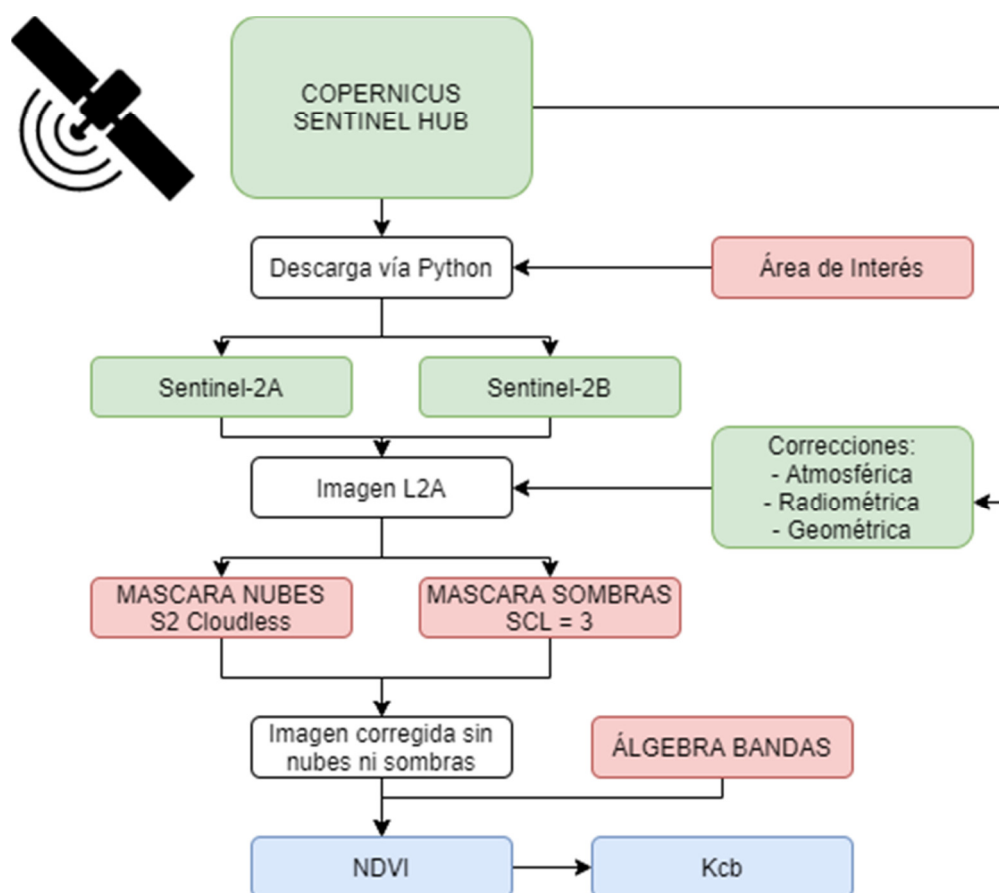 COPERNICUS
SENTINEL HUB
Descarga vía Python
Área de Interés
Sentinel-2A
Sentinel-2B
Imagen L2A
Correcciones:
- Atmosférica
- Radiométrica
- Geométrica
MASCARA NUBES
S2 Cloudless
MASCARA SOMBRAS
SCL = 3
Imagen corregida sin
nubes ni sombras
ÁLGEBRA BANDAS
NDVI
Kcb